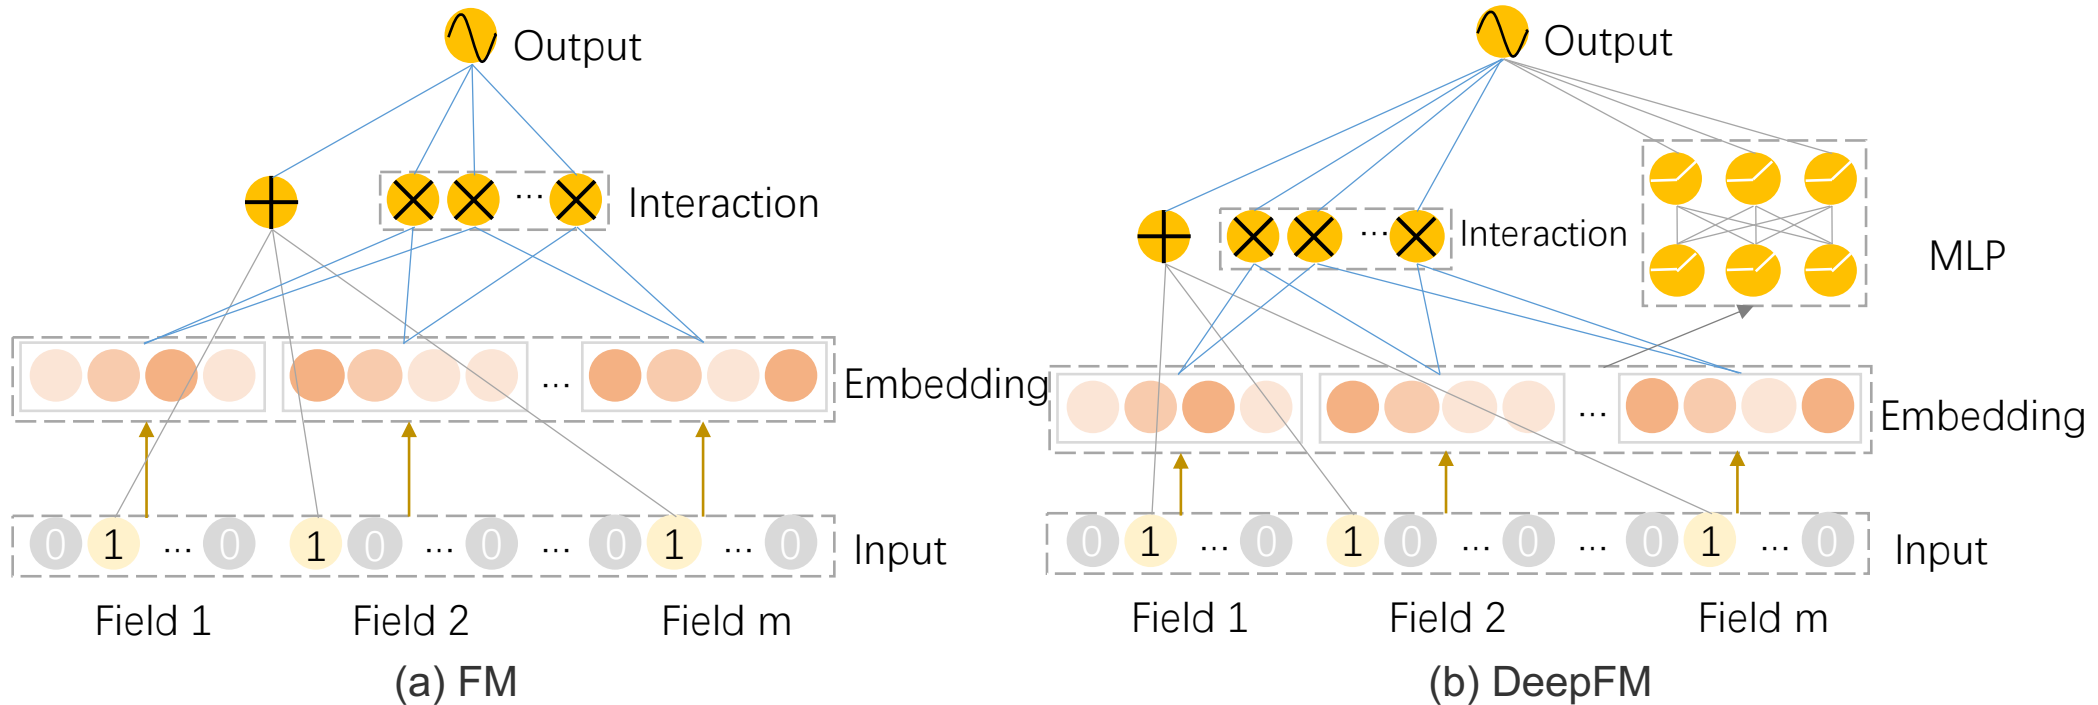 Output
Interaction
...
Embedding
...
0 1 ... 0 1 0 ... 0 ... 0 1 ... 0
Input
Field 1 Field 2 Field m
(a) FM
Output
Interaction
...
MLP
Embedding
...
0 1 ... 0 1 0 ... 0 ... 0 1 ... 0
Input
Field 1 Field 2 Field m
(b) DeepFM